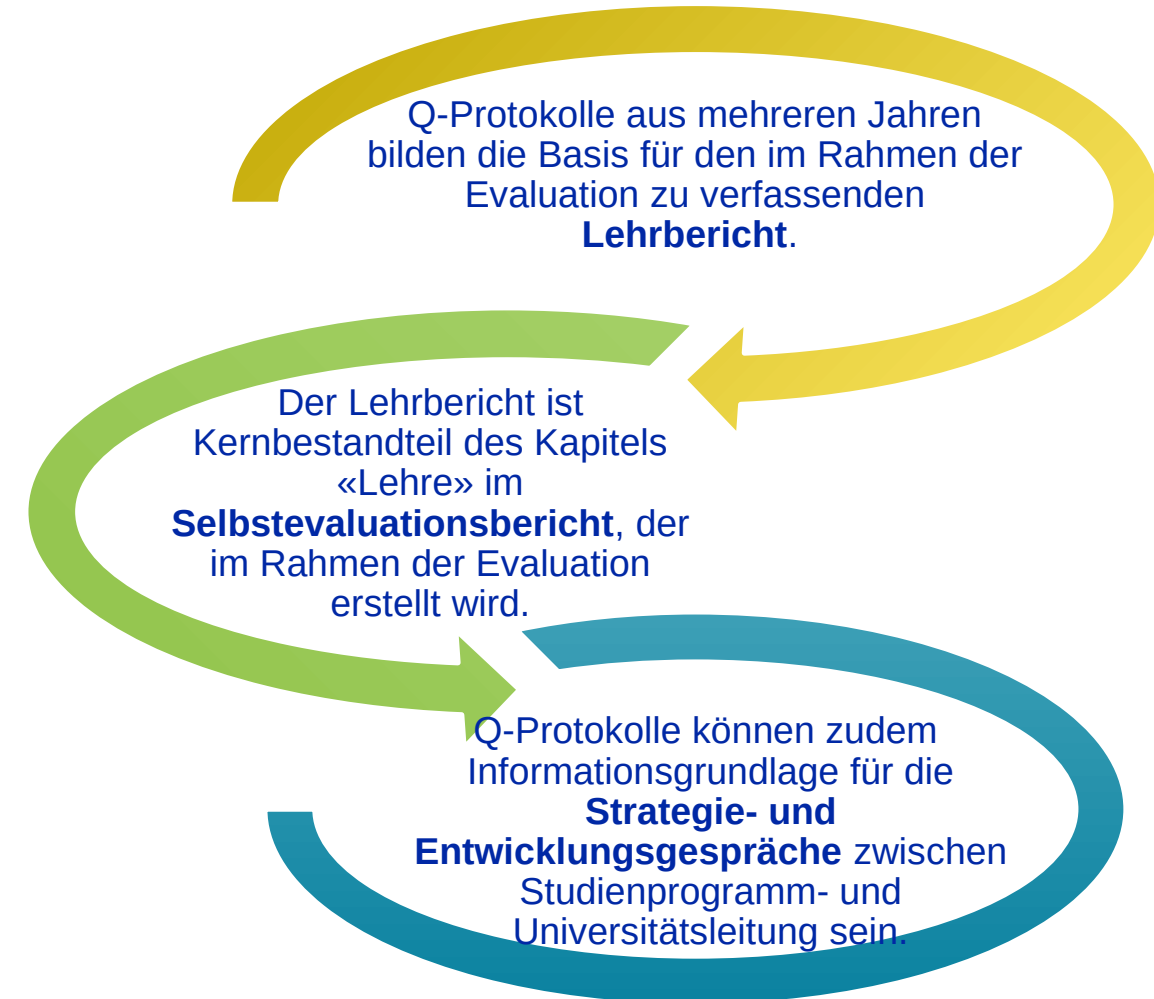 Q-Protokolle aus mehreren Jahren
bilden die Basis für den im Rahmen der
Evaluation zu verfassenden
Lehrbericht.
Der Lehrbericht ist
Kernbestandteil des Kapitels
«Lehre» im
Selbstevaluationsbericht, der
im Rahmen der Evaluation
erstellt wird.
Q-Protokolle können zudem
Informationsgrundlage für die
Strategie- und
Entwicklungsgespräche zwischen
Studienprogramm- und
Universitätsleitung sein.